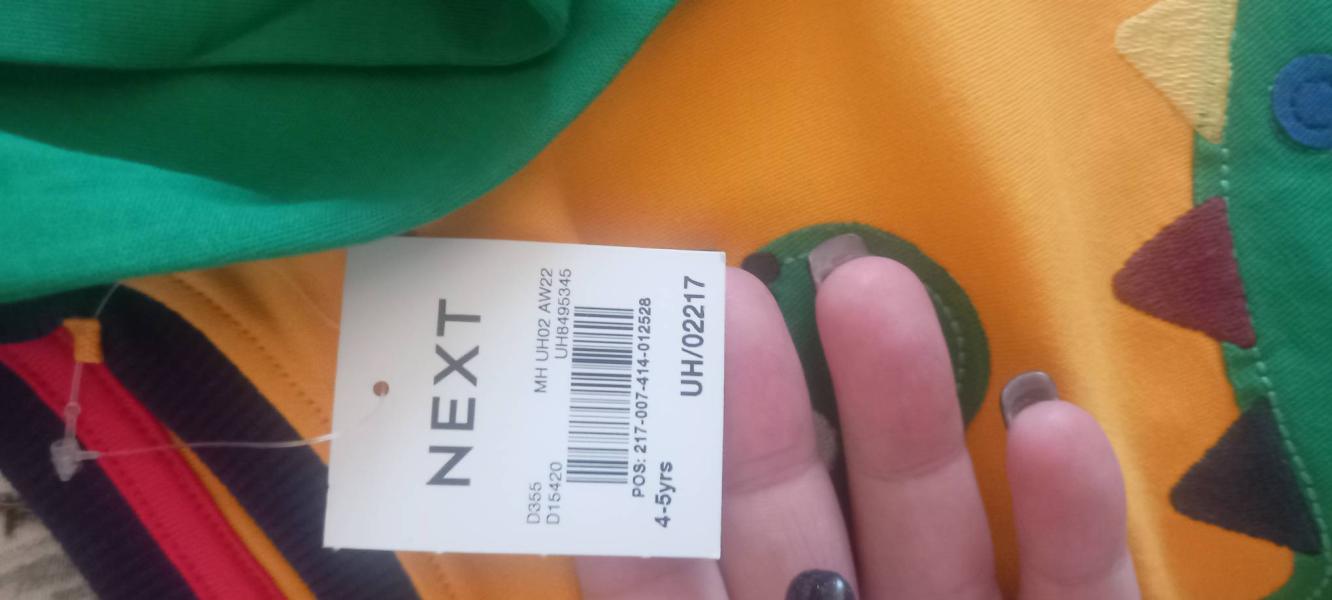 NEXT
D355 MH UH02 AW22
D15420 UH8495345
POS: 217-007-414-012528
4-5yrs UH/02217